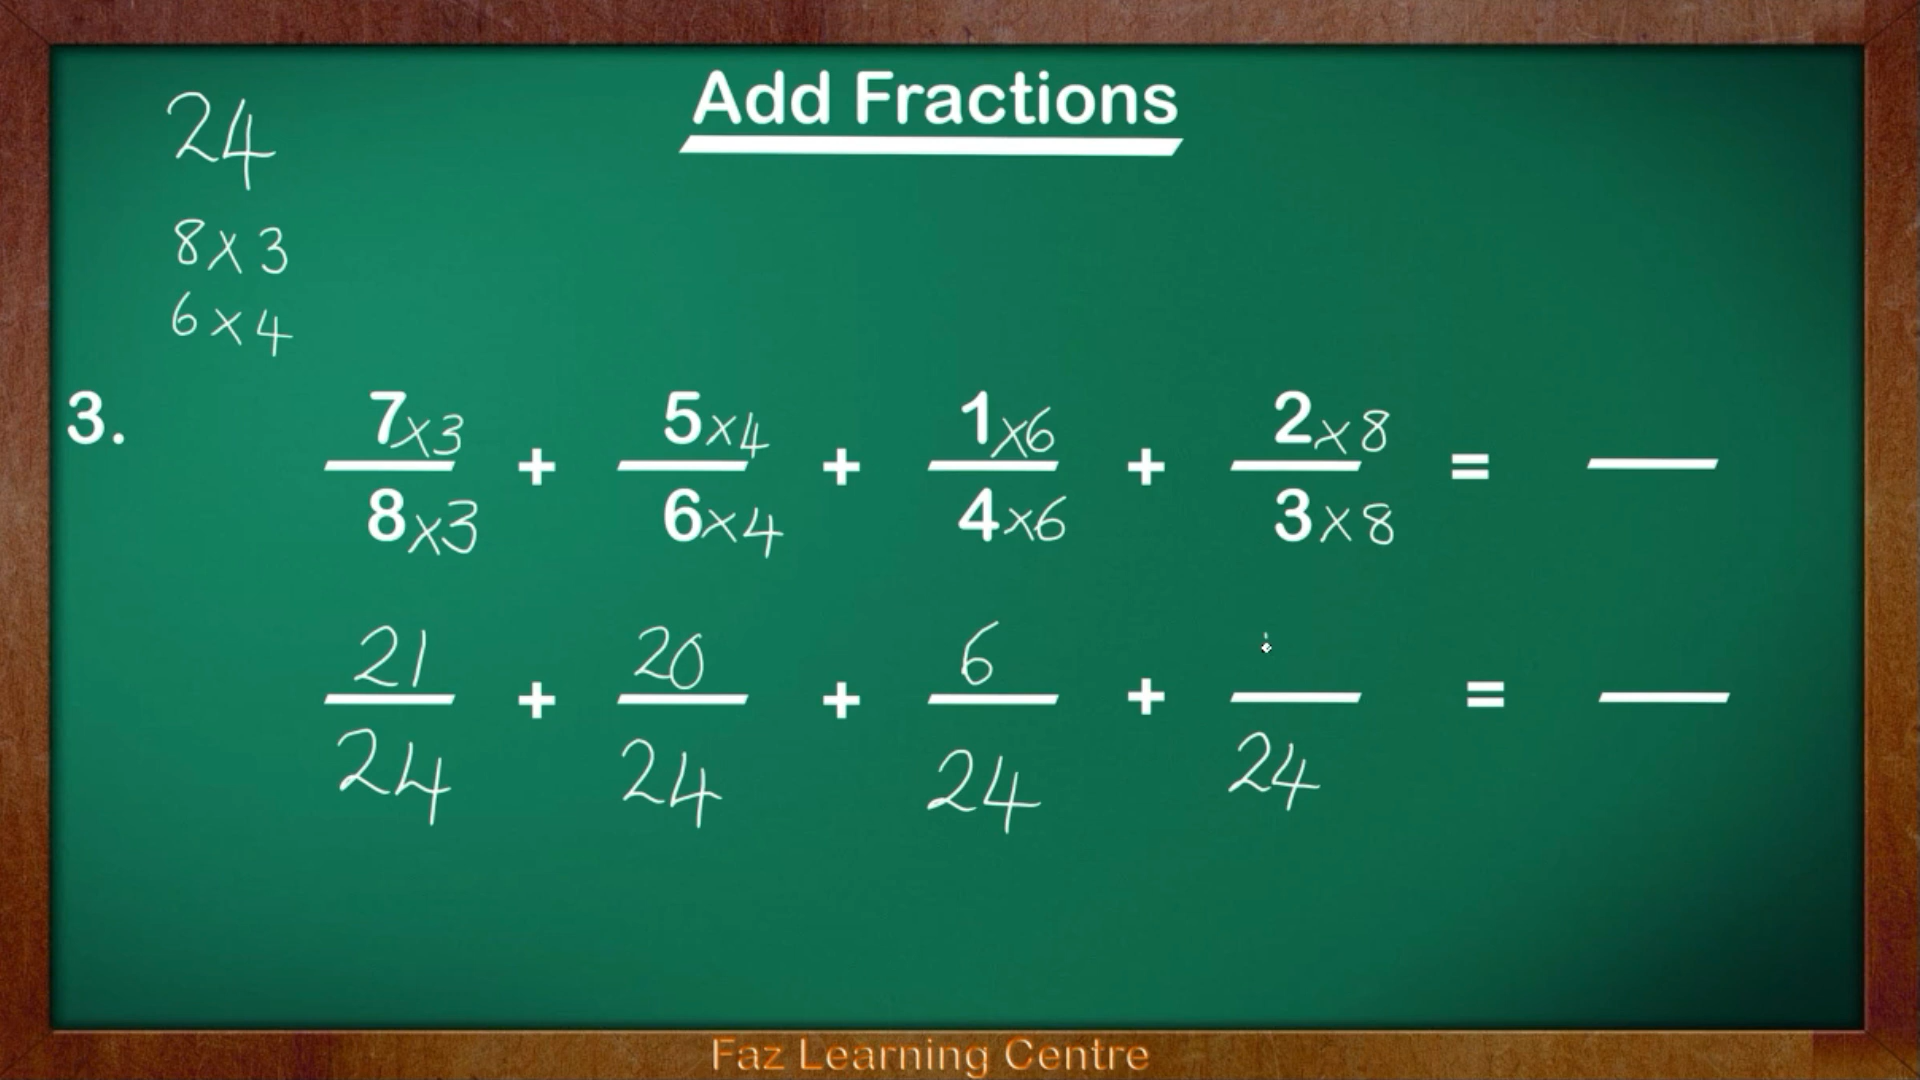 Add Fractions
24
8x3
6x4
3.
7x3 + 5x4 + 1x6 + 2x8 =
8x3 6x4 4x6 3x8
21 + 20 + 6 + =
24 24 24 24
Faz Learning Centre